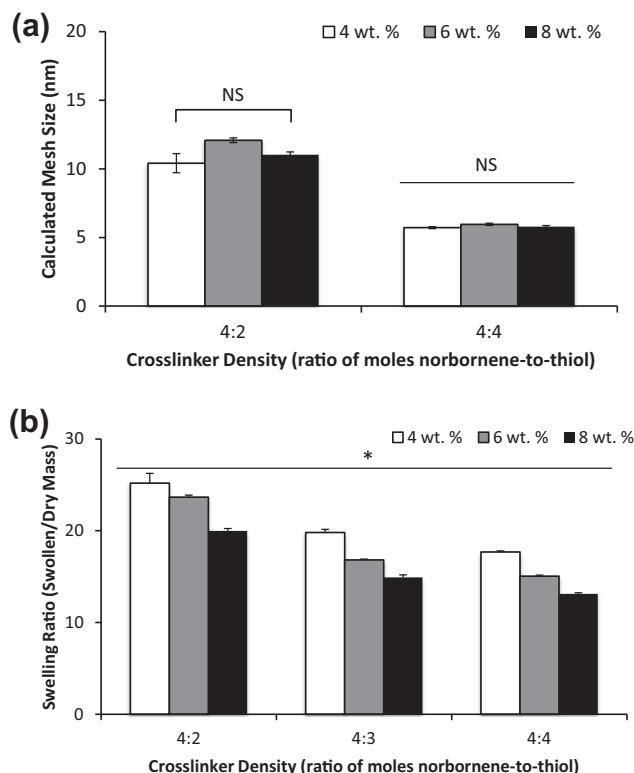 (a)
20
15
10
5
0
Calculated Mesh Size (nm)
4 wt. % 6 wt. % 8 wt. %
NS
NS
4:2 4:4
Crosslinker Density (ratio of moles norbornene-to-thiol)
(b)
30
20
10
0
Swelling Ratio (Swollen/Dry Mass)
4 wt. % 6 wt. % 8 wt. %
*
4:2 4:3 4:4
Crosslinker Density (ratio of moles norbornene-to-thiol)